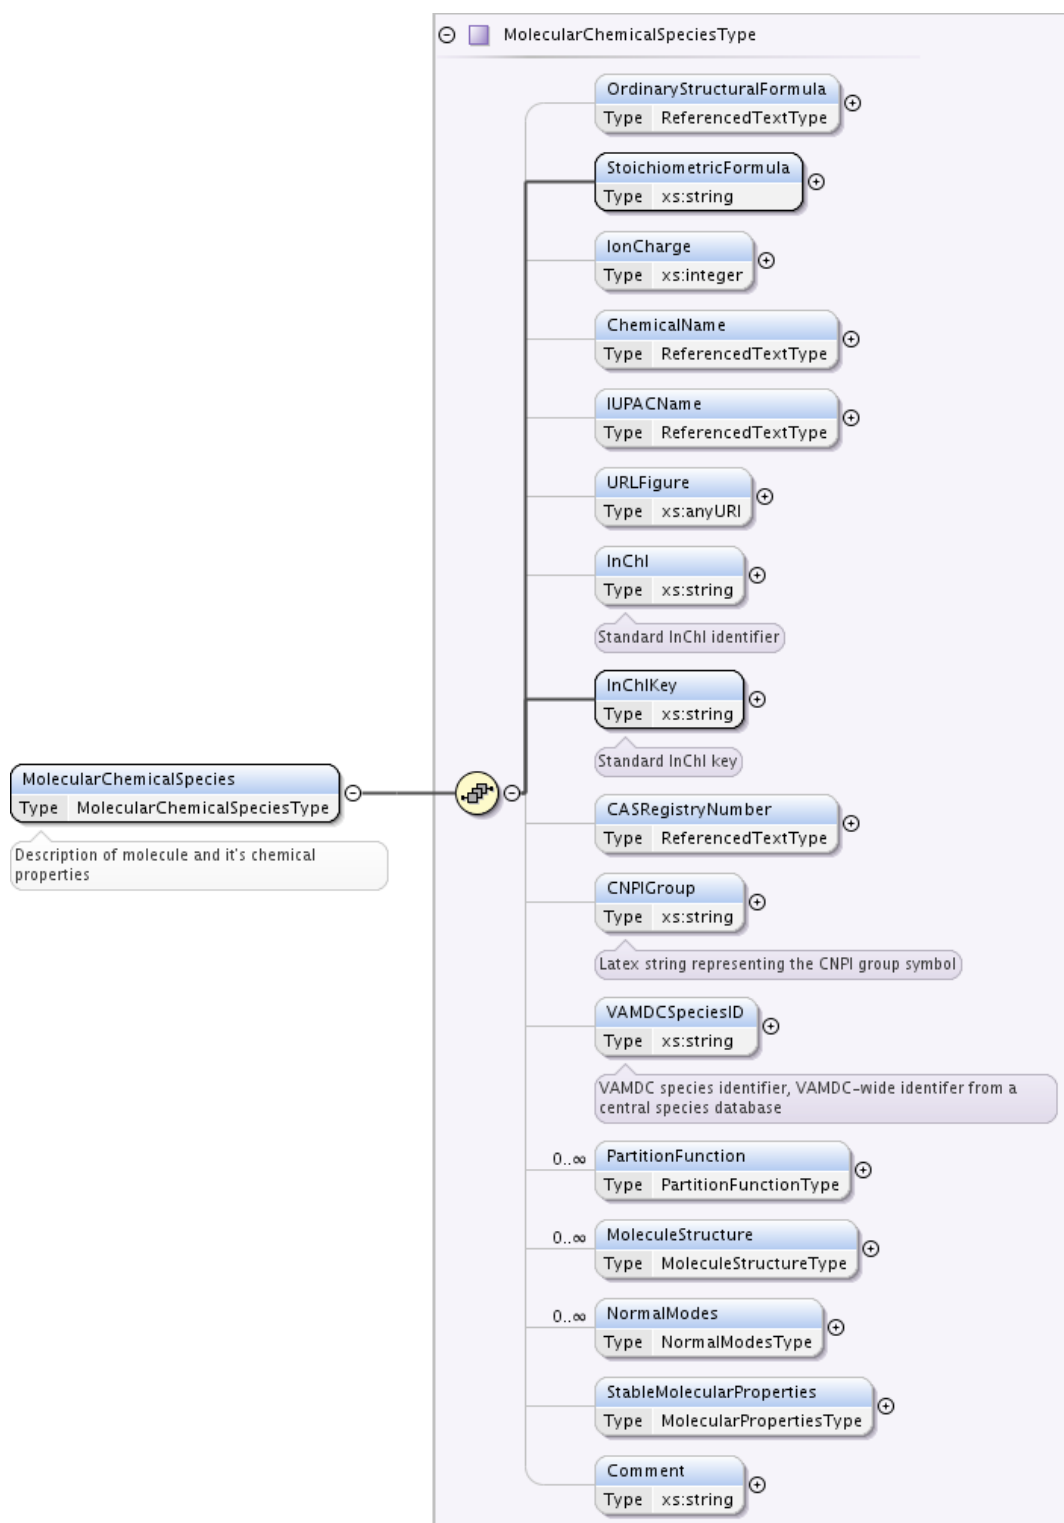 MolecularChemicalSpeciesType
OrdinaryStructuralFormula
Type ReferencedTextType
StoichiometricFormula
Type xs:string
IonCharge
Type xs:integer
ChemicalName
Type ReferencedTextType
IUPACName
Type ReferencedTextType
URLFigure
Type xs:anyURI
InChI
Type xs:string
Standard InChI identifier
InChIKey
Type xs:string
Standard InChI key
MolecularChemicalSpecies
Type MolecularChemicalSpeciesType
Description of molecule and it's chemical
properties
CASRegistryNumber
Type ReferencedTextType
CNPIGroup
Type xs:string
Latex string representing the CNPI group symbol
VAMDCSpeciesID
Type xs:string
VAMDC species identifier, VAMDC-wide identifer from a
central species database
0..∞ PartitionFunction
Type PartitionFunctionType
0..∞ MoleculeStructure
Type MoleculeStructureType
0..∞ NormalModes
Type NormalModesType
StableMolecularProperties
Type MolecularPropertiesType
Comment
Type xs:string